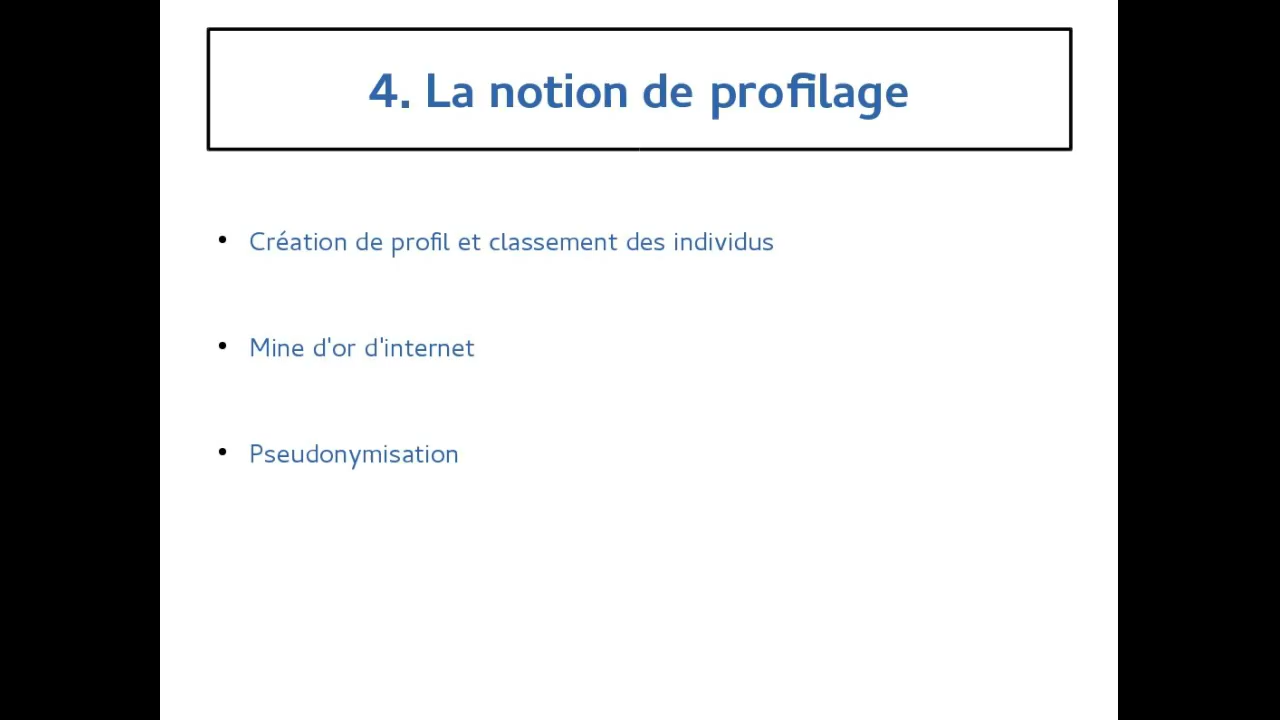 4. La notion de profilage
• Création de profil et classement des individus
• Mine d'or d'internet
• Pseudonymisation